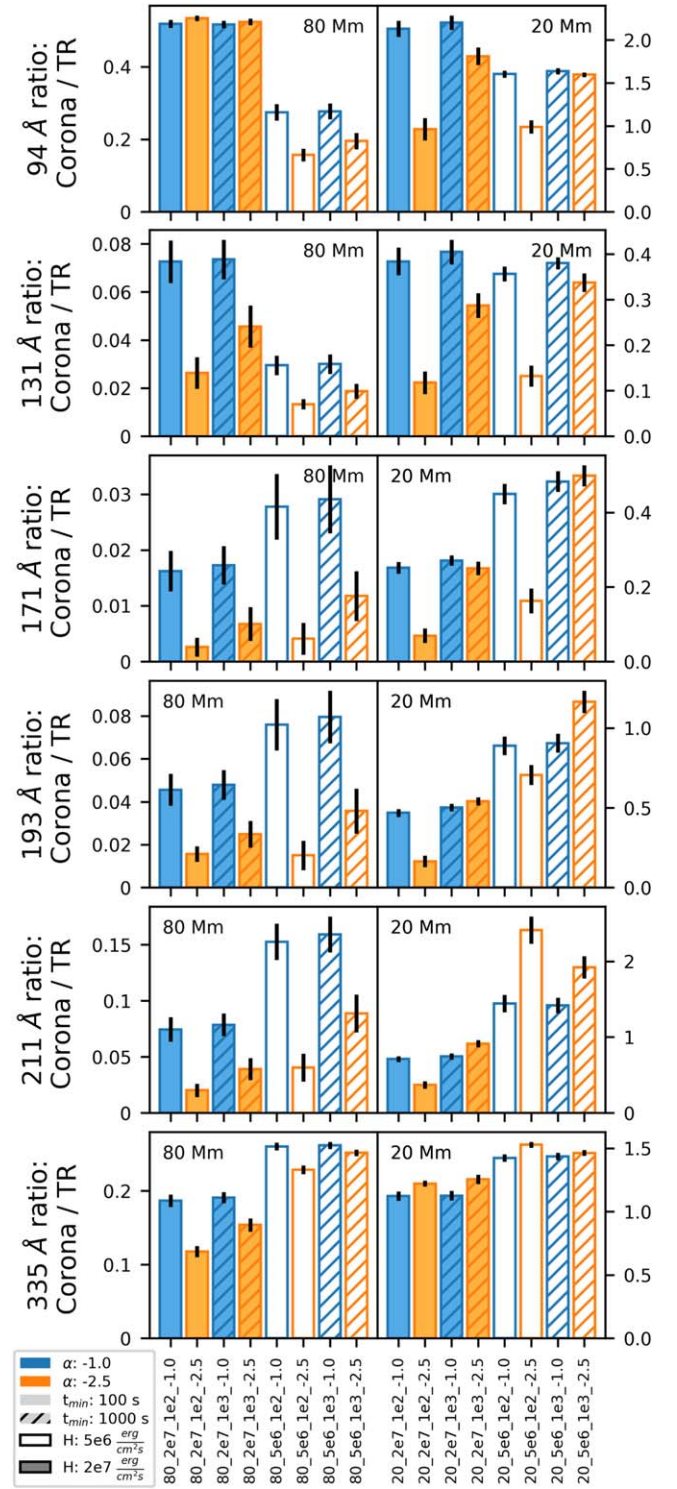 94 Å ratio:
Corona / TR
80 Mm
20 Mm
0.4
0.2
0
2.0
1.5
1.0
0.5
0.0
131 Å ratio:
Corona / TR
80 Mm
20 Mm
0.08
0.06
0.04
0.02
0
0.4
0.3
0.2
0.1
0.0
171 Å ratio:
Corona / TR
80 Mm
20 Mm
0.03
0.02
0.01
0
0.4
0.2
0.0
193 Å ratio:
Corona / TR
80 Mm
20 Mm
0.08
0.06
0.04
0.02
0
1.0
0.5
0.0
211 Å ratio:
Corona / TR
80 Mm
20 Mm
0.15
0.1
0.05
0
2
1
0
335 Å ratio:
Corona / TR
80 Mm
20 Mm
0.2
0.1
0
1.5
1.0
0.5
0.0
80_2e7_1e2_-1.0
80_2e7_1e2_-2.5
80_2e7_1e3_-1.0
80_2e7_1e3_-2.5
80_5e6_1e2_-1.0
80_5e6_1e2_-2.5
80_5e6_1e3_-1.0
80_5e6_1e3_-2.5
20_2e7_1e2_-1.0
20_2e7_1e2_-2.5
20_2e7_1e3_-1.0
20_2e7_1e3_-2.5
20_5e6_1e2_-1.0
20_5e6_1e2_-2.5
20_5e6_1e3_-1.0
20_5e6_1e3_-2.5
α: -1.0
α: -2.5
t_min: 100 s
t_min: 1000 s
H: 5e6 erg/cm²s
H: 2e7 erg/cm²s